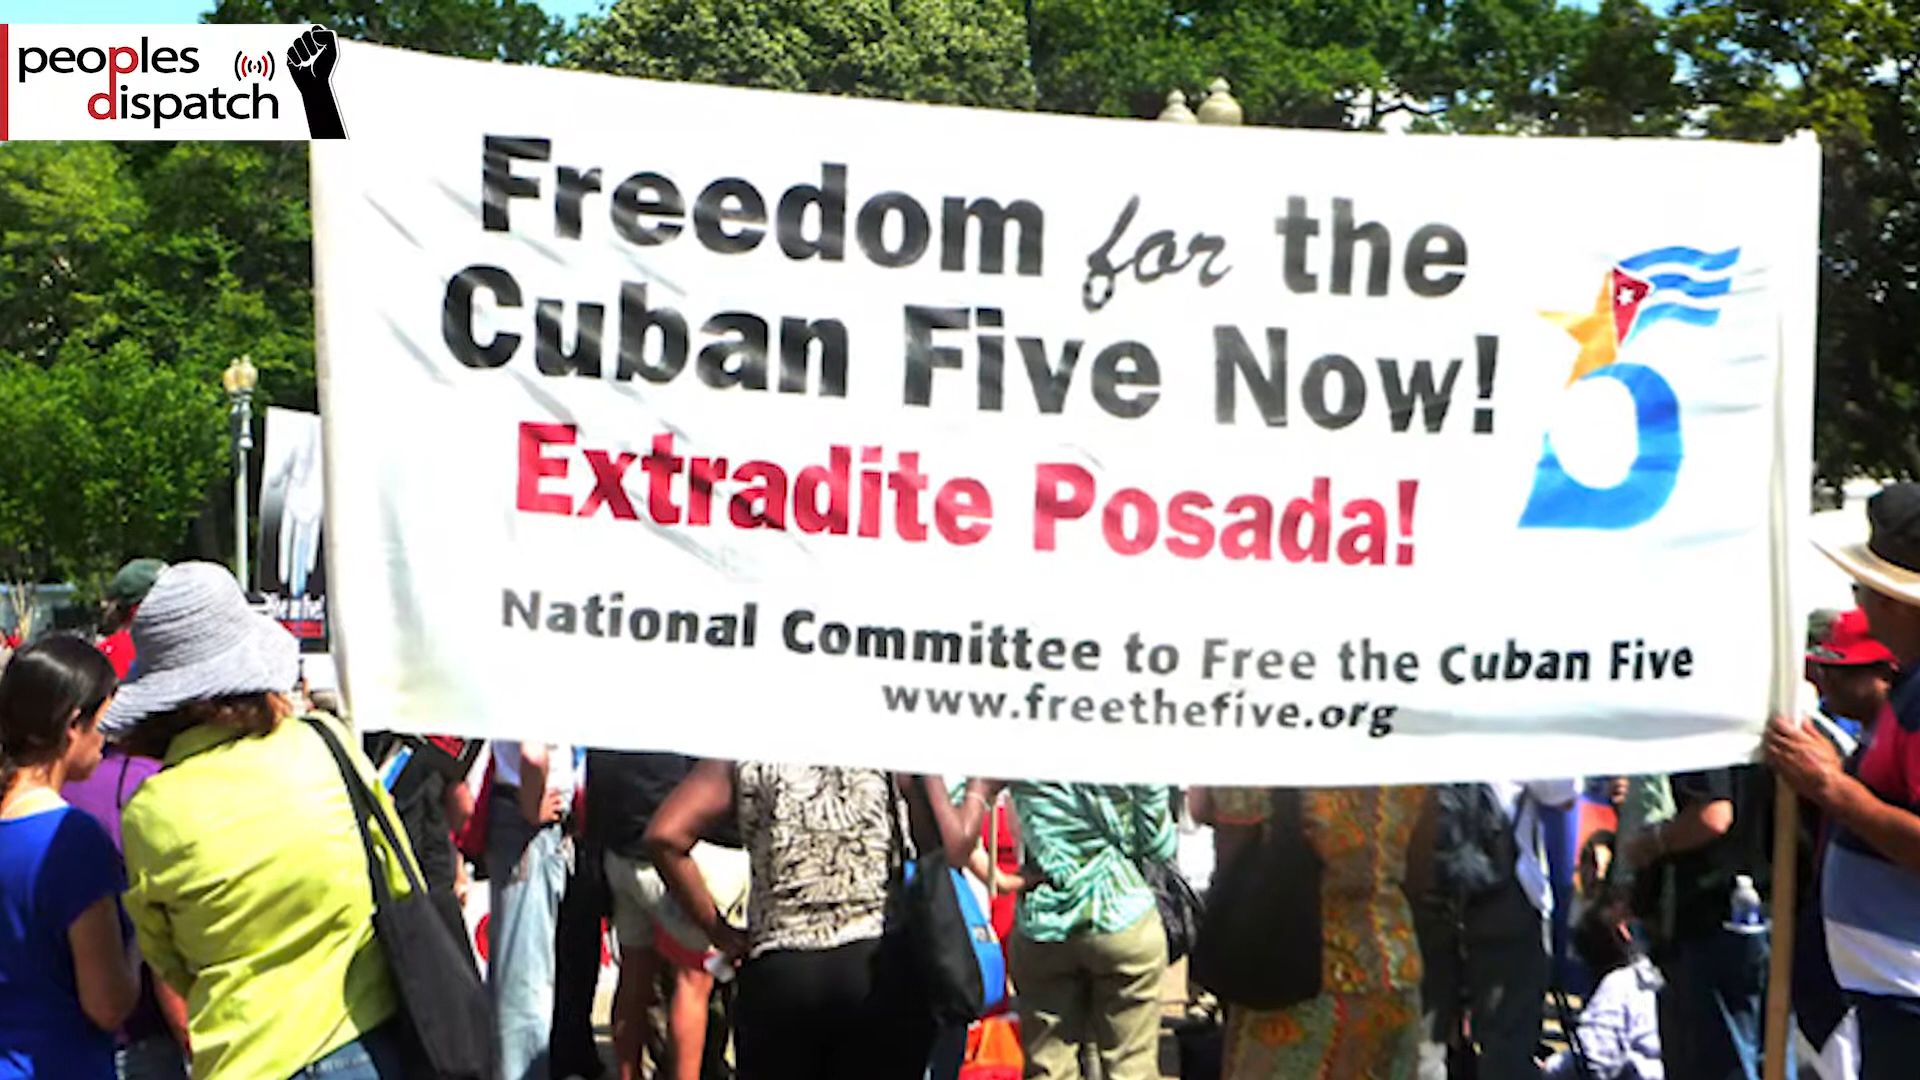 peoples
dispatch
Freedom for the
Cuban Five Now!
5
Extradite Posada!
National Committee to Free the Cuban Five
www.freethefive.org